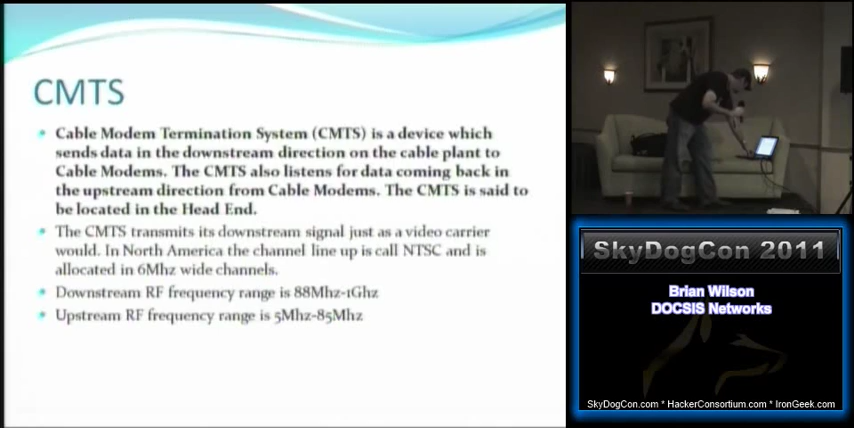 CMTS
Cable Modem Termination System (CMTS) is a device which
sends data in the downstream direction on the cable plant to
Cable Modems. The CMTS also listens for data coming back in
the upstream direction from Cable Modems. The CMTS is said to
be located in the Head End.
The CMTS transmits its downstream signal just as a video carrier
would. In North America the channel line up is call NTSC and is
allocated in 6Mhz wide channels.
Downstream RF frequency range is 88Mhz-1Ghz
Upstream RF frequency range is 5Mhz-85Mhz
SkyDogCon 2011
Brian Wilson
DOCSIS Networks
SkyDogCon.com * HackerConsortium.com * IronGeek.com